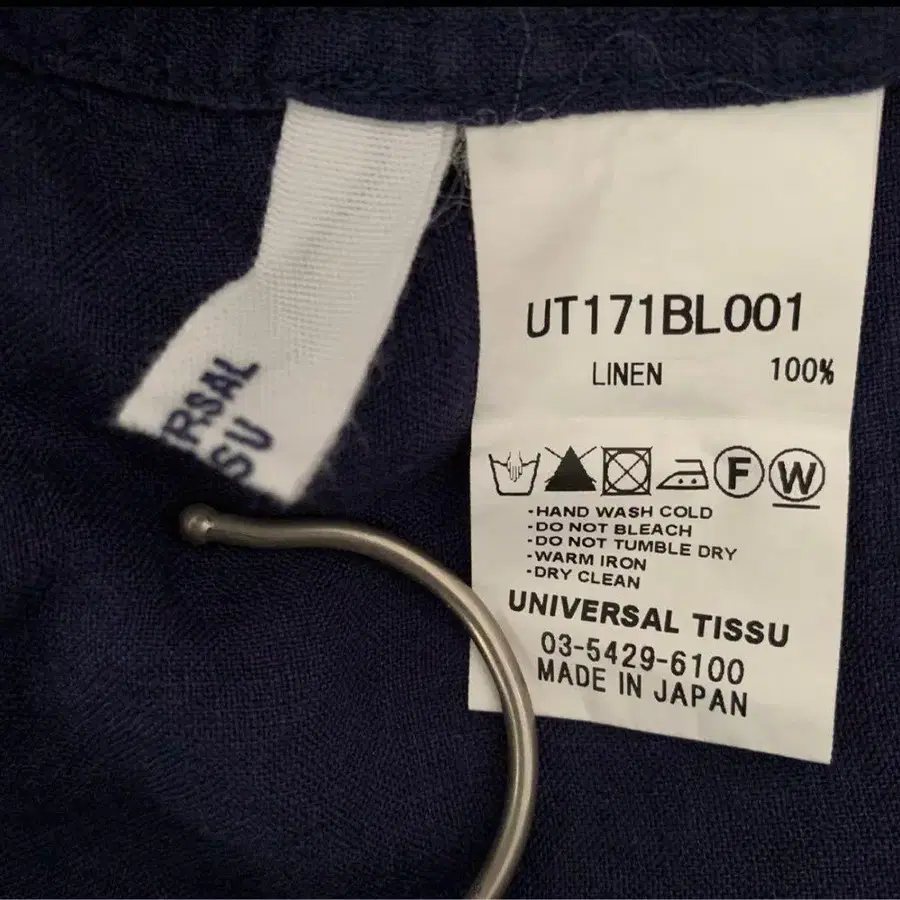 RSAL
SU
UT171BL001
LINEN 100%
F W
-HAND WASH COLD
-DO NOT BLEACH
-DO NOT TUMBLE DRY
-WARM IRON
-DRY CLEAN
UNIVERSAL TISSU
03-5429-6100
MADE IN JAPAN